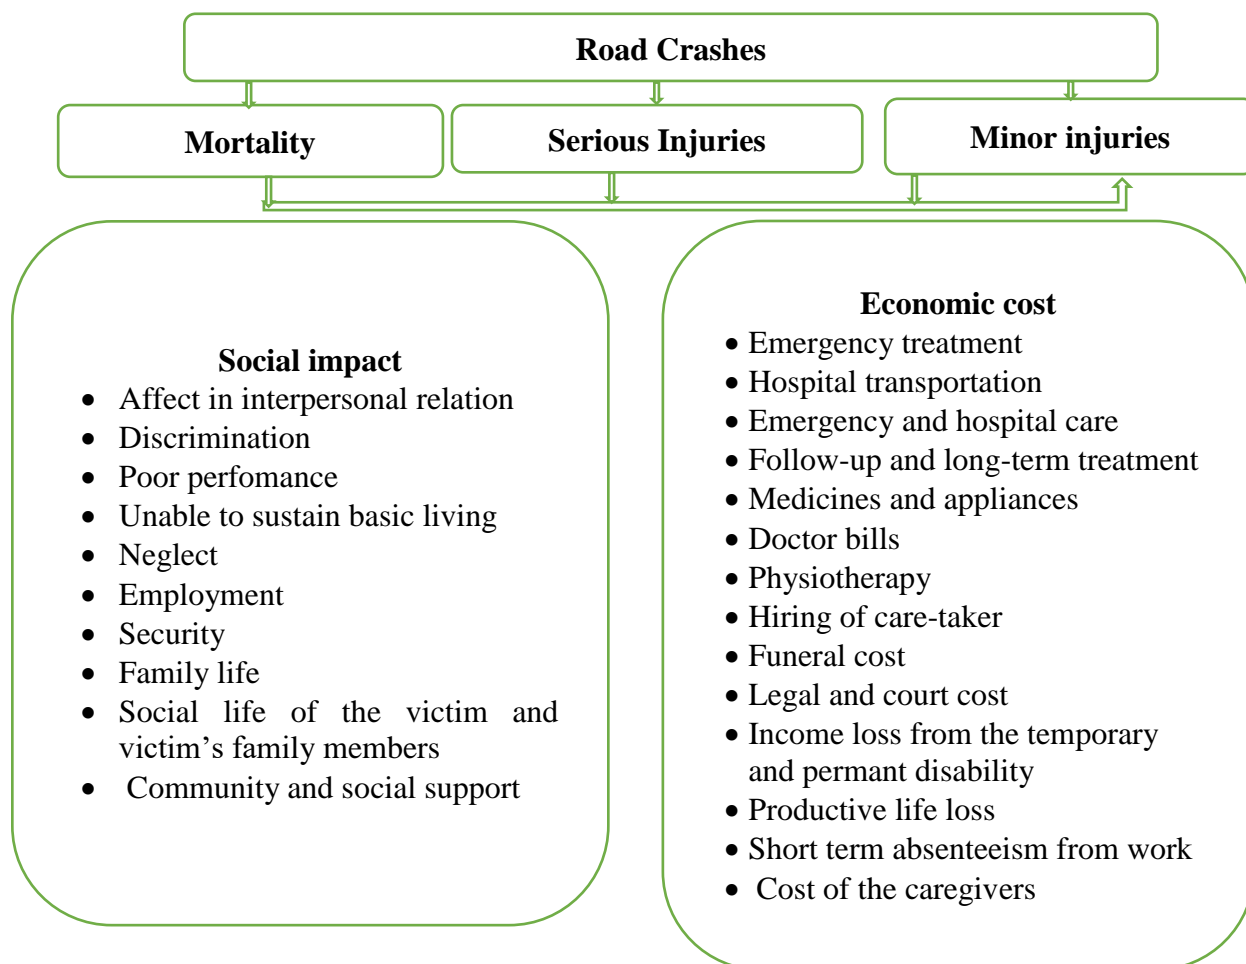 Road Crashes
Mortality
Serious Injuries
Minor injuries
Social impact
• Affect in interpersonal relation
• Discrimination
• Poor perfomance
• Unable to sustain basic living
• Neglect
• Employment
• Security
• Family life
• Social life of the victim and
victim’s family members
• Community and social support
Economic cost
• Emergency treatment
• Hospital transportation
• Emergency and hospital care
• Follow-up and long-term treatment
• Medicines and appliances
• Doctor bills
• Physiotherapy
• Hiring of care-taker
• Funeral cost
• Legal and court cost
• Income loss from the temporary
and permant disability
• Productive life loss
• Short term absenteeism from work
• Cost of the caregivers